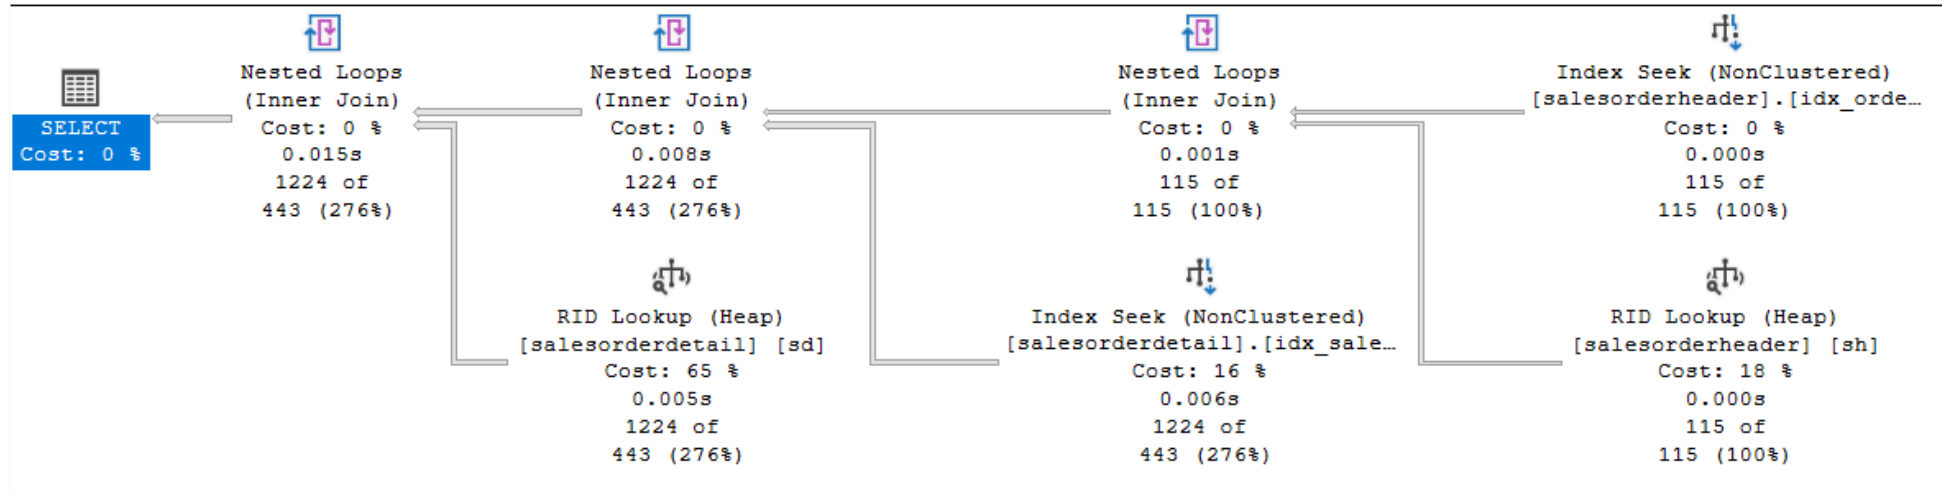 SELECT
Cost: 0 %
Nested Loops
(Inner Join)
Cost: 0 %
0.015s
1224 of
443 (276%)
Nested Loops
(Inner Join)
Cost: 0 %
0.008s
1224 of
443 (276%)
Nested Loops
(Inner Join)
Cost: 0 %
0.001s
115 of
115 (100%)
Index Seek (NonClustered)
[salesorderheader].[idx_orde…
Cost: 0 %
0.000s
115 of
115 (100%)
RID Lookup (Heap)
[salesorderdetail] [sd]
Cost: 65 %
0.005s
1224 of
443 (276%)
Index Seek (NonClustered)
[salesorderdetail].[idx_sale…
Cost: 16 %
0.006s
1224 of
443 (276%)
RID Lookup (Heap)
[salesorderheader] [sh]
Cost: 18 %
0.000s
115 of
115 (100%)